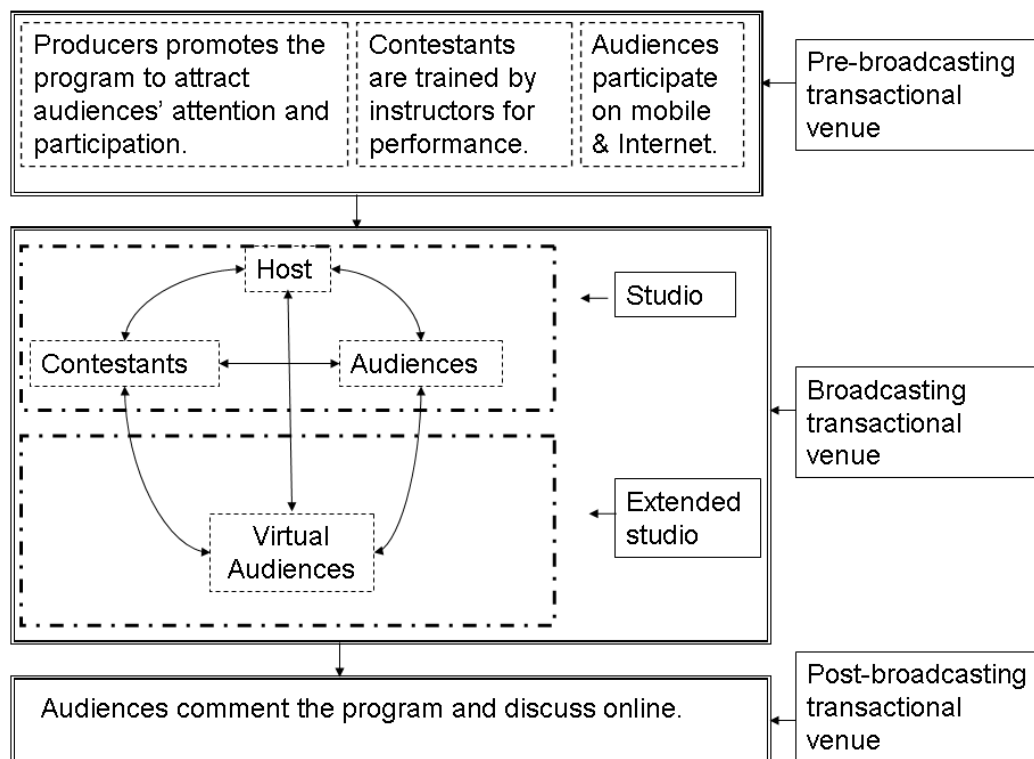 Producers promotes the
program to attract
audiences’ attention and
participation.
Contestants
are trained by
instructors for
performance.
Audiences
participate
on mobile
& Internet.
Pre-broadcasting
transactional
venue
Host
Studio
Contestants
Audiences
Broadcasting
transactional
venue
Extended
studio
Virtual
Audiences
Post-broadcasting
transactional
venue
Audiences comment the program and discuss online.